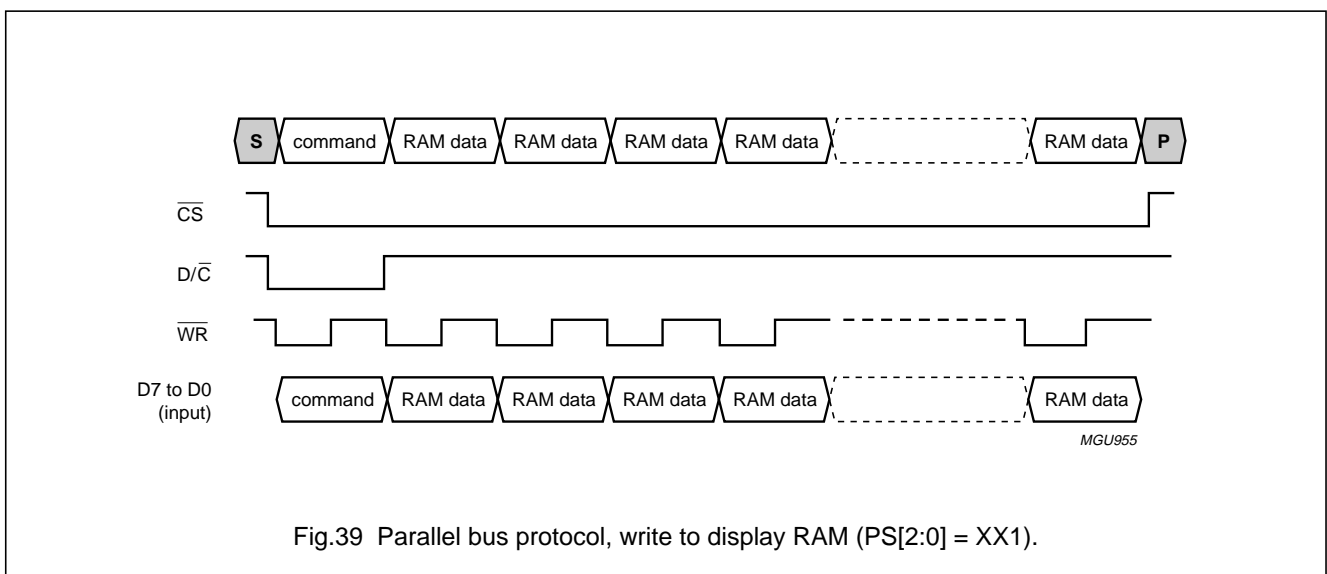 S command RAM data RAM data RAM data RAM data RAM data P
CS
D/C
WR
D7 to D0
(input)
command RAM data RAM data RAM data RAM data RAM data
MGU955
Fig.39 Parallel bus protocol, write to display RAM (PS[2:0] = XX1).